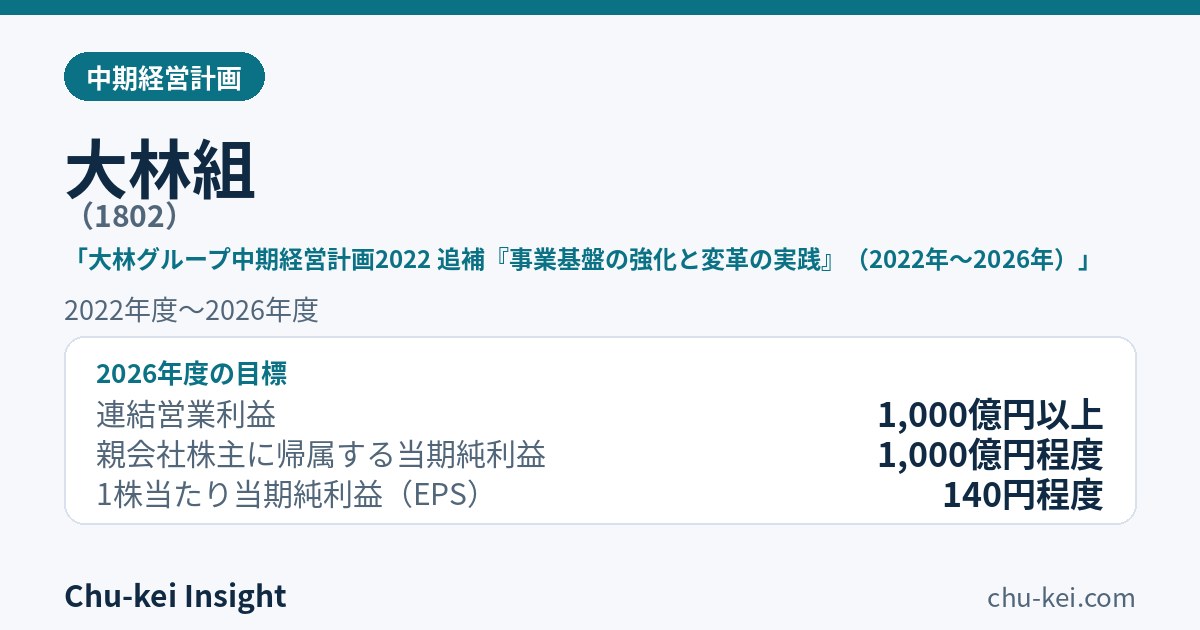 中期経営計画
大林組
（1802）
「大林グループ中期経営計画2022 追補『事業基盤の強化と変革の実践』（2022年〜2026年）」
2022年度〜2026年度
2026年度の目標
連結営業利益 1,000億円以上
親会社株主に帰属する当期純利益 1,000億円程度
1株当たり当期純利益（EPS） 140円程度
Chu-kei Insight chu-kei.com